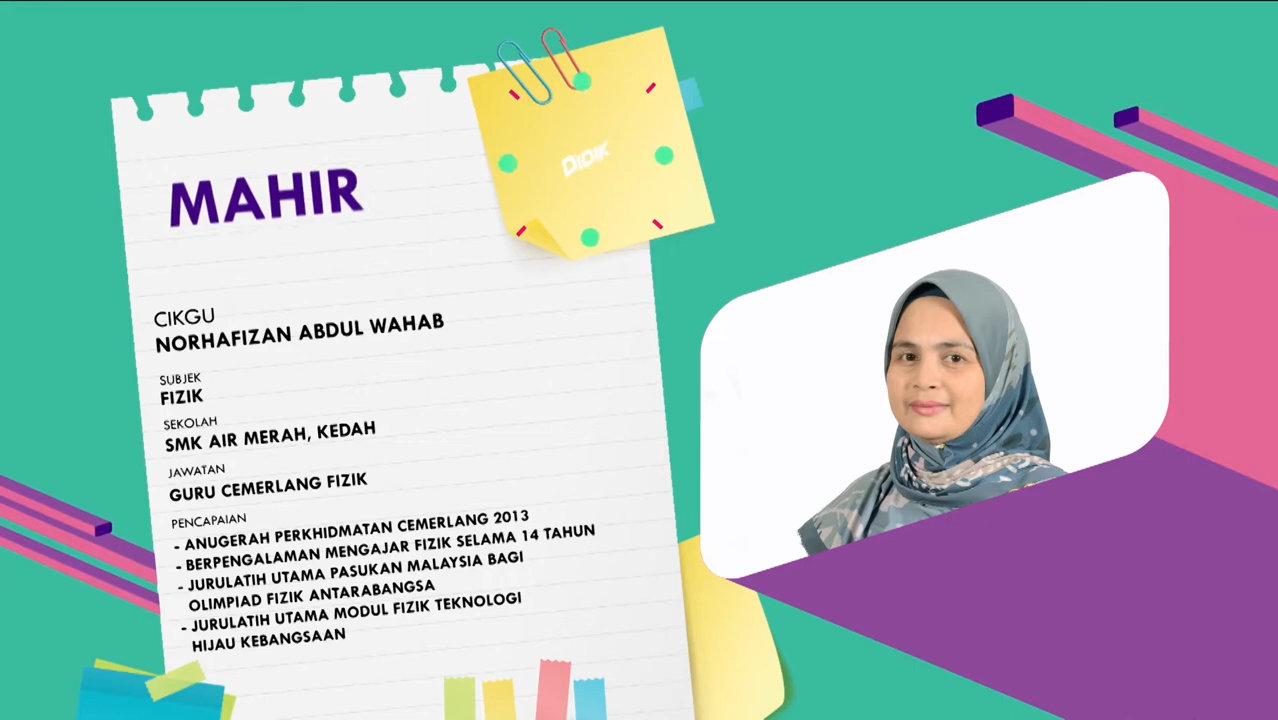 DIDIK
MAHIR
CIKGU
NORHAFIZAN ABDUL WAHAB
SUBJEK
FIZIK
SEKOLAH
SMK AIR MERAH, KEDAH
JAWATAN
GURU CEMERLANG FIZIK
PENCAPAIAN
- ANUGERAH PERKHIDMATAN CEMERLANG 2013
- BERPENGALAMAN MENGAJAR FIZIK SELAMA 14 TAHUN
- JURULATIH UTAMA PASUKAN MALAYSIA BAGI
OLIMPIAD FIZIK ANTARABANGSA
- JURULATIH UTAMA MODUL FIZIK TEKNOLOGI
HIJAU KEBANGSAAN